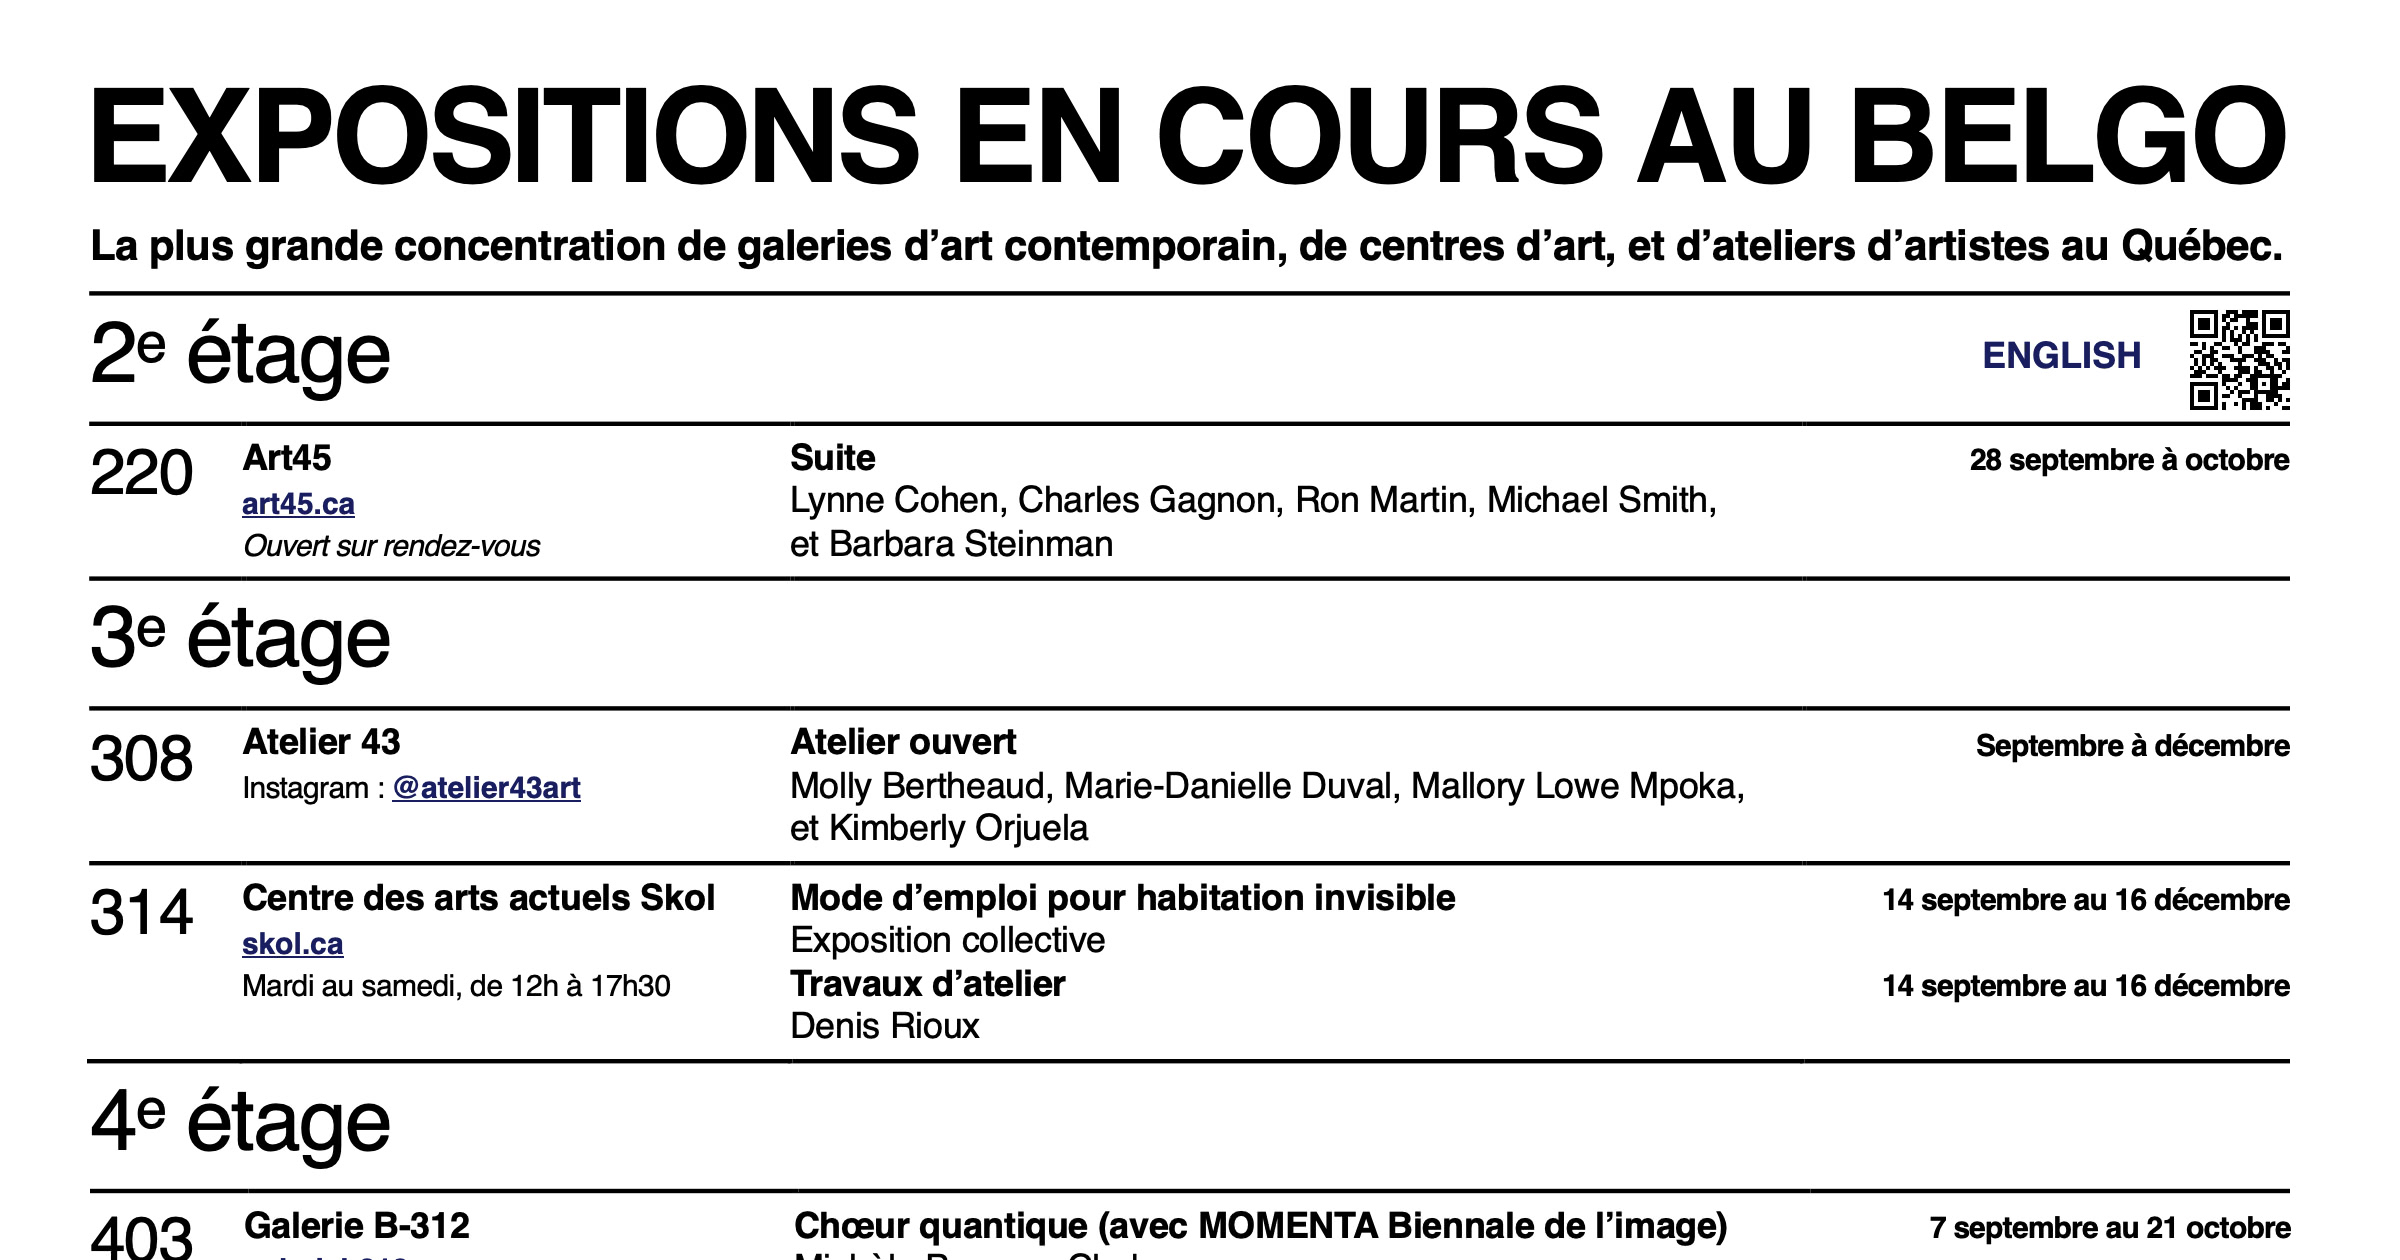 EXPOSITIONS EN COURS AU BELGO
La plus grande concentration de galeries d’art contemporain, de centres d’art, et d’ateliers d’artistes au Québec.
2e étage
ENGLISH
220
Art45
art45.ca
Ouvert sur rendez-vous
Suite
Lynne Cohen, Charles Gagnon, Ron Martin, Michael Smith,
et Barbara Steinman
28 septembre à octobre
3e étage
308
Atelier 43
Instagram : @atelier43art
Atelier ouvert
Molly Bertheaud, Marie-Danielle Duval, Mallory Lowe Mpoka,
et Kimberly Orjuela
Septembre à décembre
314
Centre des arts actuels Skol
skol.ca
Mardi au samedi, de 12h à 17h30
Mode d’emploi pour habitation invisible
Exposition collective
14 septembre au 16 décembre
Travaux d’atelier
Denis Rioux
14 septembre au 16 décembre
4e étage
403
Galerie B-312
Chœur quantique (avec MOMENTA Biennale de l’image)
7 septembre au 21 octobre